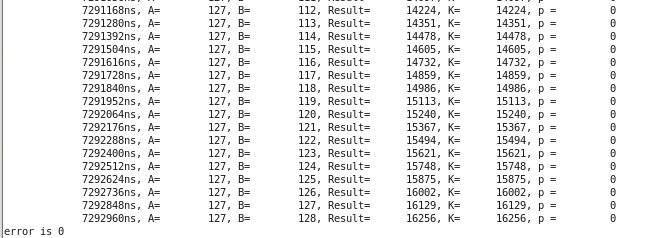 7291168ns, A= 127, B= 112, Result= 14224, K= 14224, p = 0
7291280ns, A= 127, B= 113, Result= 14351, K= 14351, p = 0
7291392ns, A= 127, B= 114, Result= 14478, K= 14478, p = 0
7291504ns, A= 127, B= 115, Result= 14605, K= 14605, p = 0
7291616ns, A= 127, B= 116, Result= 14732, K= 14732, p = 0
7291728ns, A= 127, B= 117, Result= 14859, K= 14859, p = 0
7291840ns, A= 127, B= 118, Result= 14986, K= 14986, p = 0
7291952ns, A= 127, B= 119, Result= 15113, K= 15113, p = 0
7292064ns, A= 127, B= 120, Result= 15240, K= 15240, p = 0
7292176ns, A= 127, B= 121, Result= 15367, K= 15367, p = 0
7292288ns, A= 127, B= 122, Result= 15494, K= 15494, p = 0
7292400ns, A= 127, B= 123, Result= 15621, K= 15621, p = 0
7292512ns, A= 127, B= 124, Result= 15748, K= 15748, p = 0
7292624ns, A= 127, B= 125, Result= 15875, K= 15875, p = 0
7292736ns, A= 127, B= 126, Result= 16002, K= 16002, p = 0
7292848ns, A= 127, B= 127, Result= 16129, K= 16129, p = 0
7292960ns, A= 127, B= 128, Result= 16256, K= 16256, p = 0
error is 0